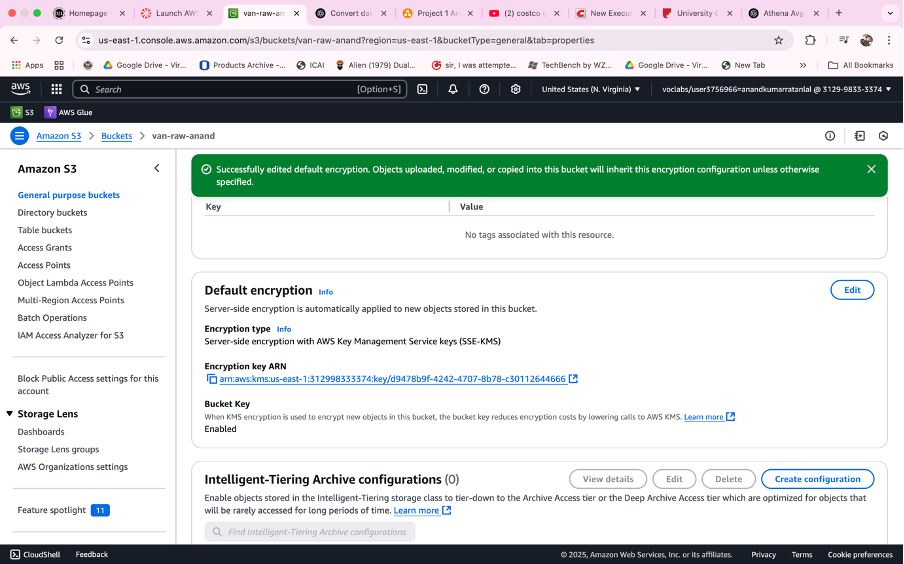 Homepage
Launch AWS
van-raw-an
Convert dat
Project 1 A
(2) costco g
New Execu
University C
Athena Avg
us-east-1.console.aws.amazon.com/s3/buckets/van-raw-anand?region=us-east-1&bucketType=general&tab=properties
Apps
Google Drive - Vir...
Products Archive -...
ICAI
Alien (1979) Dual...
sir, i was attempte...
TechBench by WZ...
Google Drive - Vir...
New Tab
All Bookmarks
aws
Search
[Option+S]
United States (N. Virginia)
voclabs/user3756966=anandkumarratanlal @ 3129-9833-3374
S3
AWS Glue
Amazon S3
Buckets
van-raw-anand
Amazon S3
General purpose buckets
Directory buckets
Table buckets
Access Grants
Access Points
Object Lambda Access Points
Multi-Region Access Points
Batch Operations
IAM Access Analyzer for S3
Block Public Access settings for this
account
Storage Lens
Dashboards
Storage Lens groups
AWS Organizations settings
Feature spotlight 11
Successfully edited default encryption. Objects uploaded, modified, or copied into this bucket will inherit this encryption configuration unless otherwise
specified.
Key
Value
No tags associated with this resource.
Default encryption Info
Edit
Server-side encryption is automatically applied to new objects stored in this bucket.
Encryption type Info
Server-side encryption with AWS Key Management Service keys (SSE-KMS)
Encryption key ARN
arn:aws:kms:us-east-1:312998333374:key/d9478b9f-4242-4707-8b78-c30112644666
Bucket Key
When KMS encryption is used to encrypt new objects in this bucket, the bucket key reduces encryption costs by lowering calls to AWS KMS. Learn more
Enabled
Intelligent-Tiering Archive configurations (0)
View details
Edit
Delete
Create configuration
Enable objects stored in the Intelligent-Tiering storage class to tier-down to the Archive Access tier or the Deep Archive Access tier which are optimized for objects that
will be rarely accessed for long periods of time. Learn more
Find Intelligent-Tiering Archive configurations
CloudShell
Feedback
© 2025, Amazon Web Services, Inc. or its affiliates.
Privacy
Terms
Cookie preferences